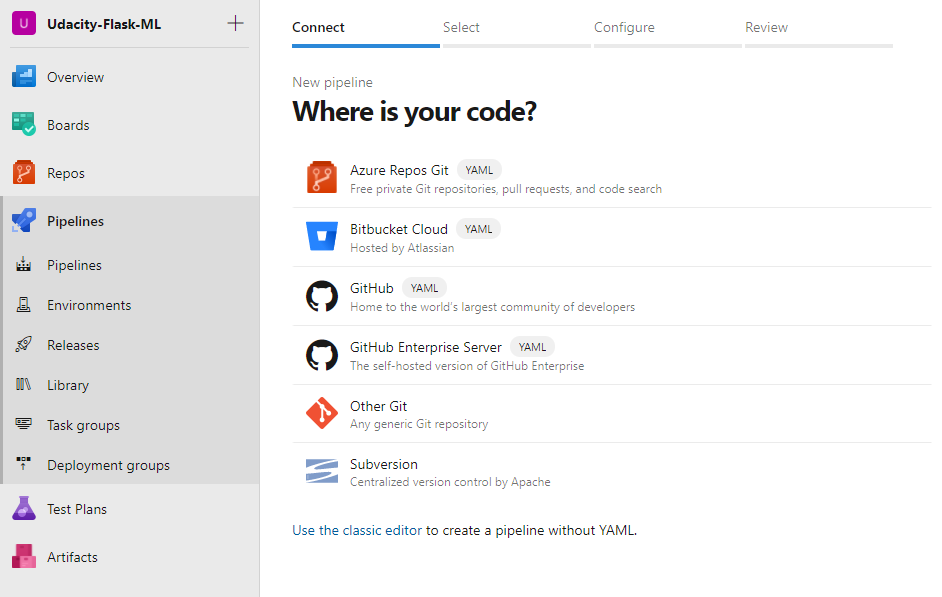 U Udacity-Flask-ML
Overview
Boards
Repos
Pipelines
Pipelines
Environments
Releases
Library
Task groups
Deployment groups
Test Plans
Artifacts
Connect Select Configure Review
New pipeline
Where is your code?
Azure Repos Git YAML
Free private Git repositories, pull requests, and code search
Bitbucket Cloud YAML
Hosted by Atlassian
GitHub YAML
Home to the world's largest community of developers
GitHub Enterprise Server YAML
The self-hosted version of GitHub Enterprise
Other Git
Any generic Git repository
Subversion
Centralized version control by Apache
Use the classic editor to create a pipeline without YAML.